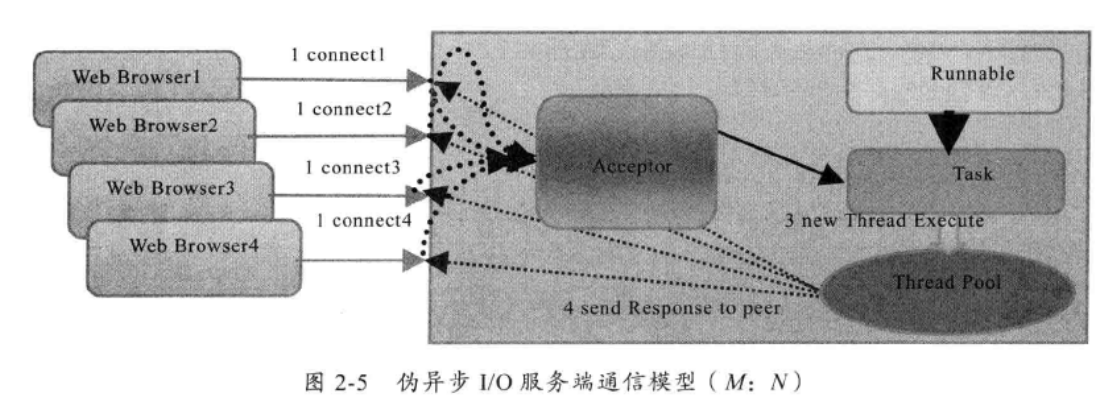 Web Browser1
1 connect1
Runnable
Web Browser2
1 connect2
Acceptor
Task
Web Browser3
1 connect3
3 new Thread Execute
Web Browser4
1 connect4
Thread Pool
4 send Response to peer
图 2-5 伪异步 I/O 服务端通信模型（M：N）